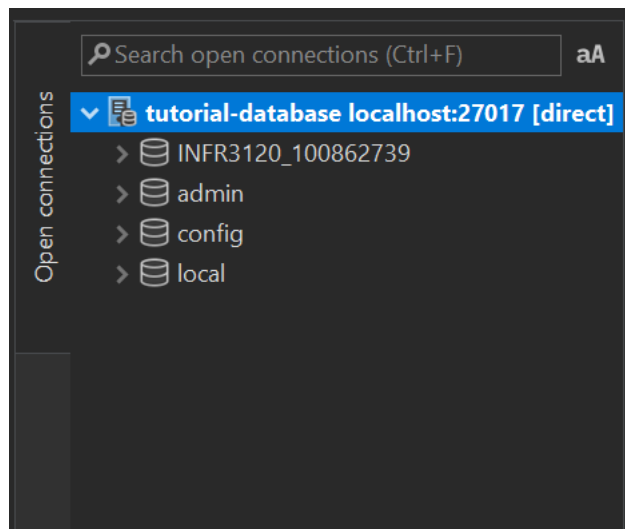 Search open connections (Ctrl+F)
aA
Open connections
tutorial-database localhost:27017 [direct]
INFR3120_100862739
admin
config
local